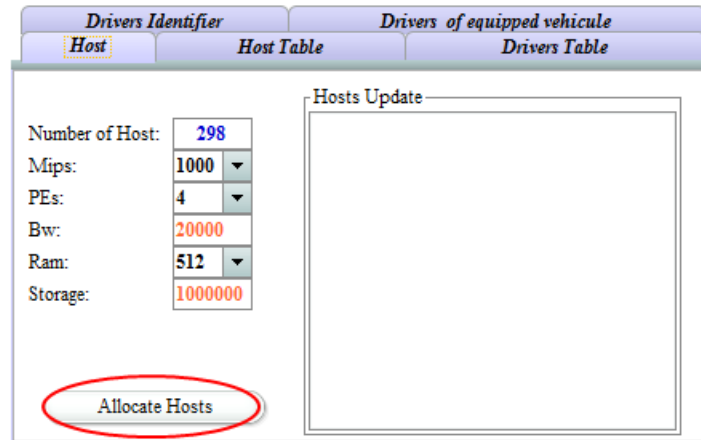 Drivers Identifier
Drivers of equipped vehicule
Host
Host Table
Drivers Table
Hosts Update
Number of Host: 298
Mips: 1000
PEs: 4
Bw: 20000
Ram: 512
Storage: 1000000
Allocate Hosts